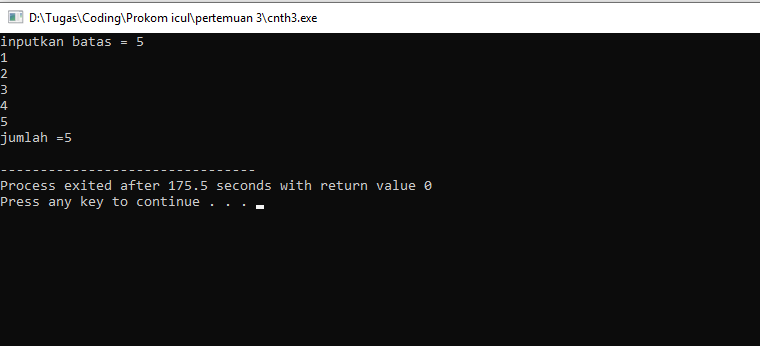 D:\Tugas\Coding\Prokom icul\pertemuan 3\cnth3.exe
inputkan batas = 5
1
2
3
4
5
jumlah =5
--------------------------------
Process exited after 175.5 seconds with return value 0
Press any key to continue . . .